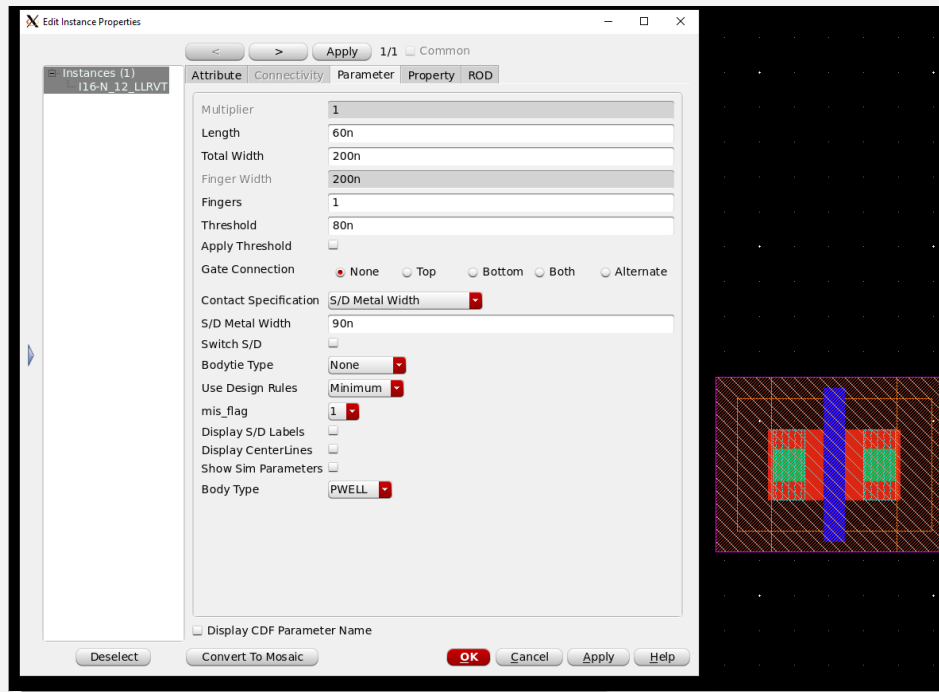 Edit Instance Properties
< > Apply 1/1 Common
Instances (1)
I16-N_12_LLRVT
Attribute Connectivity Parameter Property ROD
Multiplier 1
Length 60n
Total Width 200n
Finger Width 200n
Fingers 1
Threshold 80n
Apply Threshold
Gate Connection None Top Bottom Both Alternate
Contact Specification S/D Metal Width
S/D Metal Width 90n
Switch S/D
Bodytie Type None
Use Design Rules Minimum
mis_flag 1
Display S/D Labels
Display CenterLines
Show Sim Parameters
Body Type PWELL
Display CDF Parameter Name
Deselect Convert To Mosaic OK Cancel Apply Help